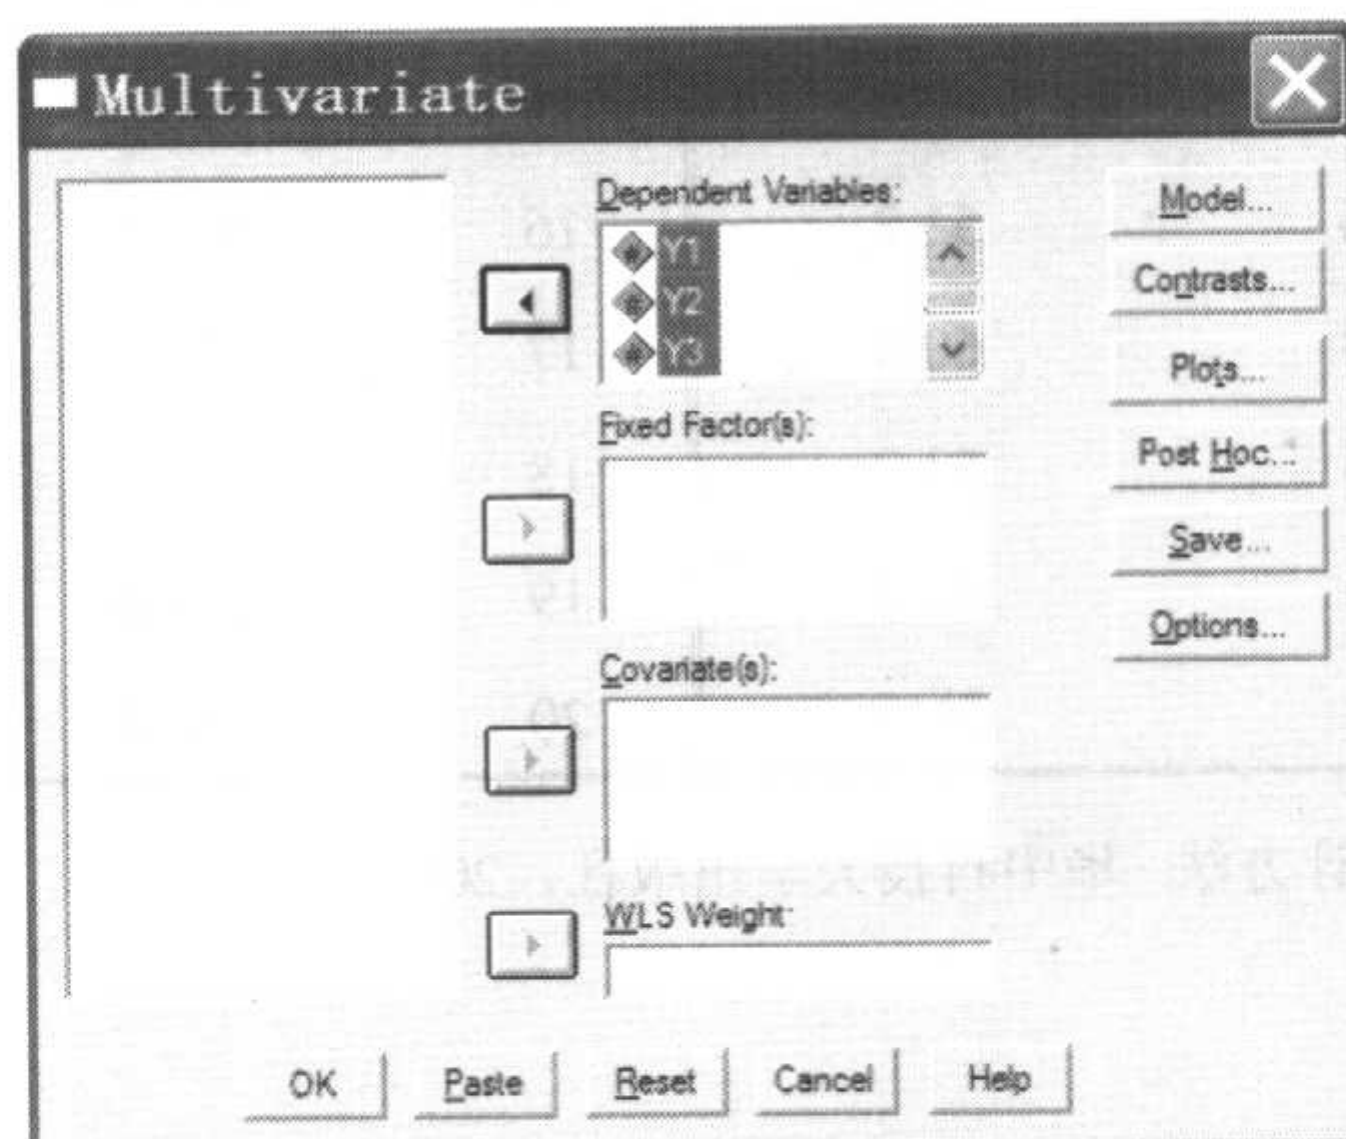 Multivariate
Dependent Variables:
Y1
Y2
Y3
Fixed Factor(s):
Covariate(s):
WLS Weight:
Model...
Contrasts...
Plots...
Post Hoc...
Save...
Options...
OK Paste Reset Cancel Help